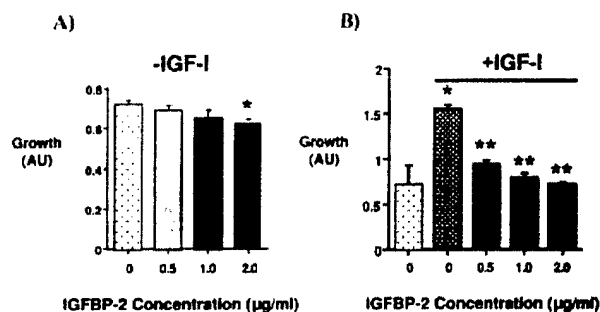 A)
-IGF-I
0.8
0.6
0.4
0.2
0
Growth
(AU)
*
0 0.5 1.0 2.0
IGFBP-2 Concentration (µg/ml)
B)
+IGF-I
2
1.5
1
0.5
0
Growth
(AU)
*
**
**
**
0 0 0.5 1.0 2.0
IGFBP-2 Concentration (µg/ml)